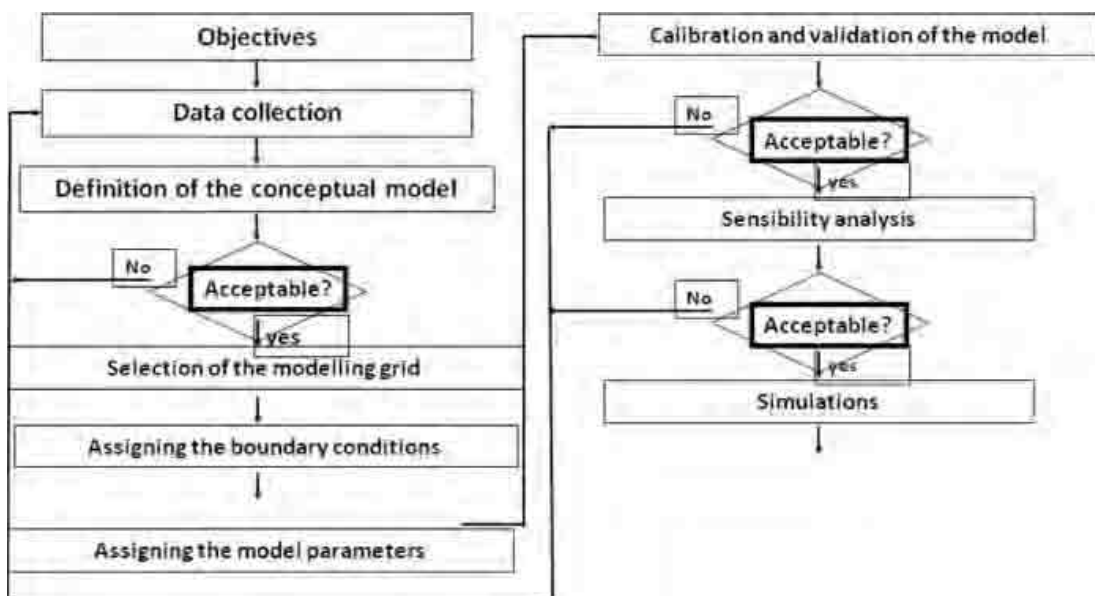 Objectives
Data collection
Definition of the conceptual model
No
Acceptable?
yes
Selection of the modelling grid
Assigning the boundary conditions
Assigning the model parameters
Calibration and validation of the model
No
Acceptable?
yes
Sensibility analysis
No
Acceptable?
yes
Simulations